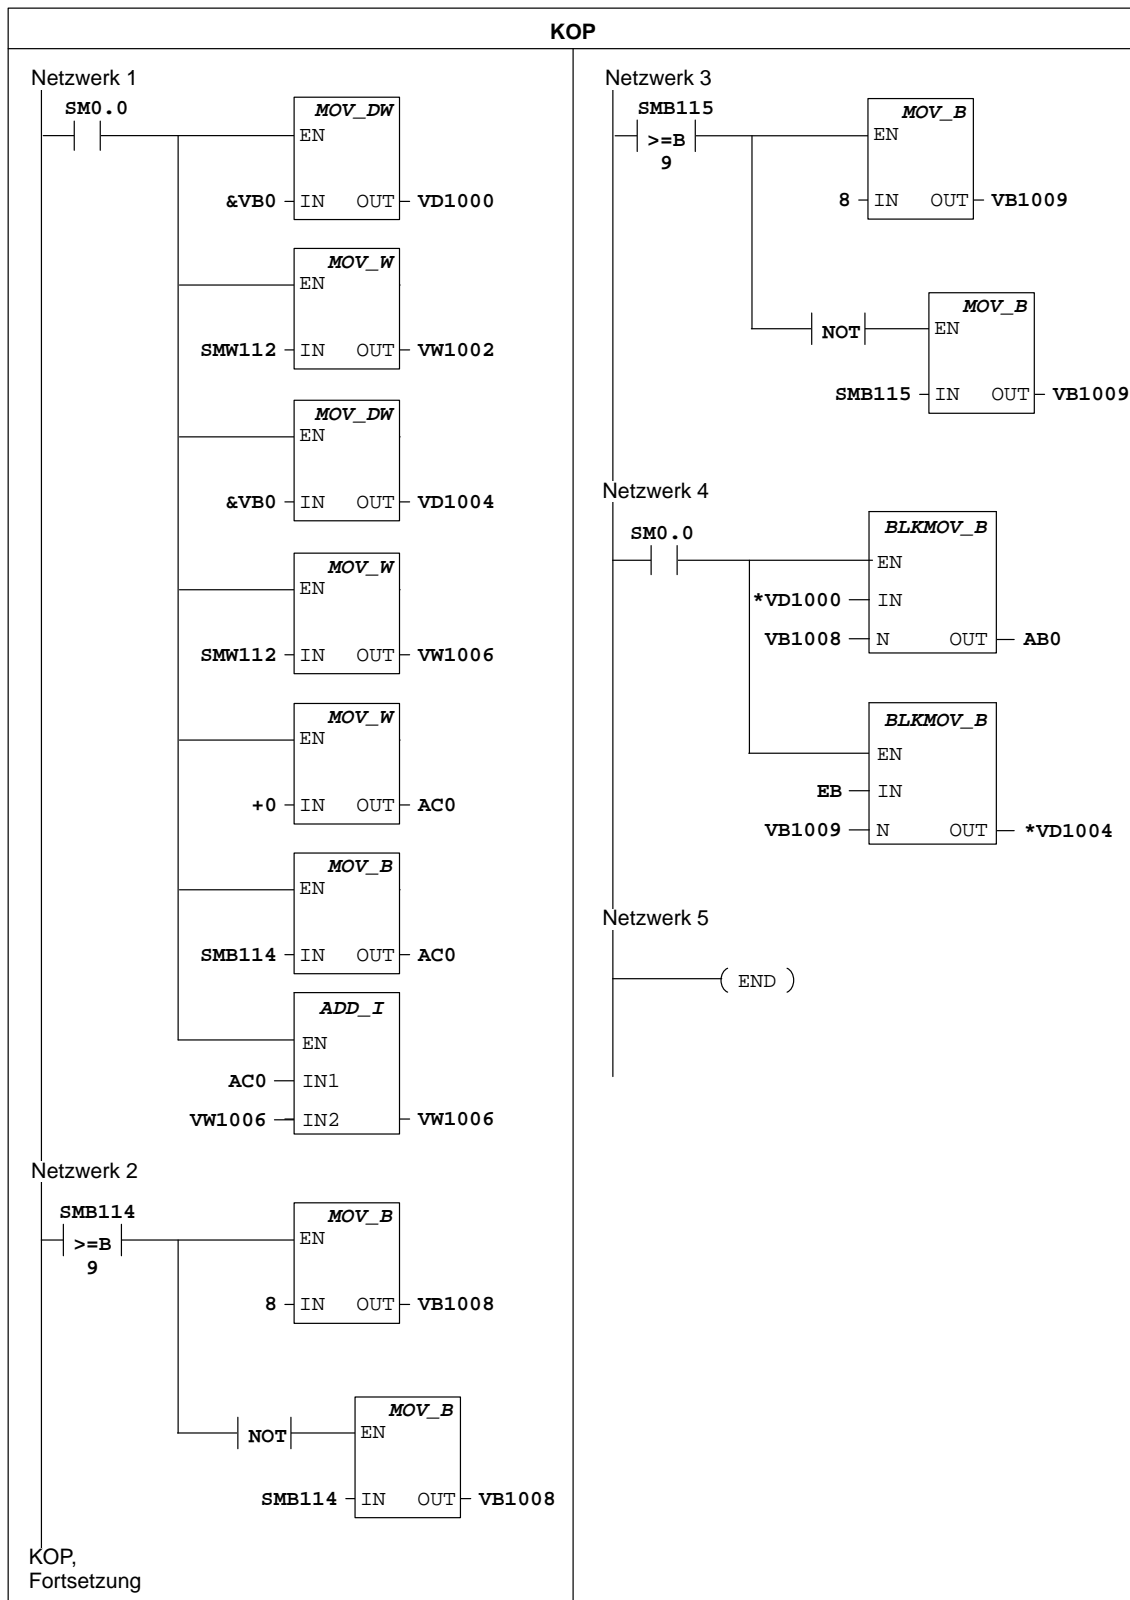 KOP
Netzwerk 1
SM0.0
MOV_DW
EN
&VB0 IN OUT VD1000
MOV_W
EN
SMW112 IN OUT VW1002
MOV_DW
EN
&VB0 IN OUT VD1004
MOV_W
EN
SMW112 IN OUT VW1006
MOV_W
EN
+0 IN OUT AC0
MOV_B
EN
SMB114 IN OUT AC0
ADD_I
EN
AC0 IN1
VW1006 IN2 VW1006
Netzwerk 2
SMB114
>=B
9
MOV_B
EN
8 IN OUT VB1008
NOT
MOV_B
EN
SMB114 IN OUT VB1008
KOP,
Fortsetzung
Netzwerk 3
SMB115
>=B
9
MOV_B
EN
8 IN OUT VB1009
NOT
MOV_B
EN
SMB115 IN OUT VB1009
Netzwerk 4
SM0.0
BLKMOV_B
EN
*VD1000 IN
VB1008 N OUT AB0
BLKMOV_B
EN
EB IN
VB1009 N OUT *VD1004
Netzwerk 5
( END )